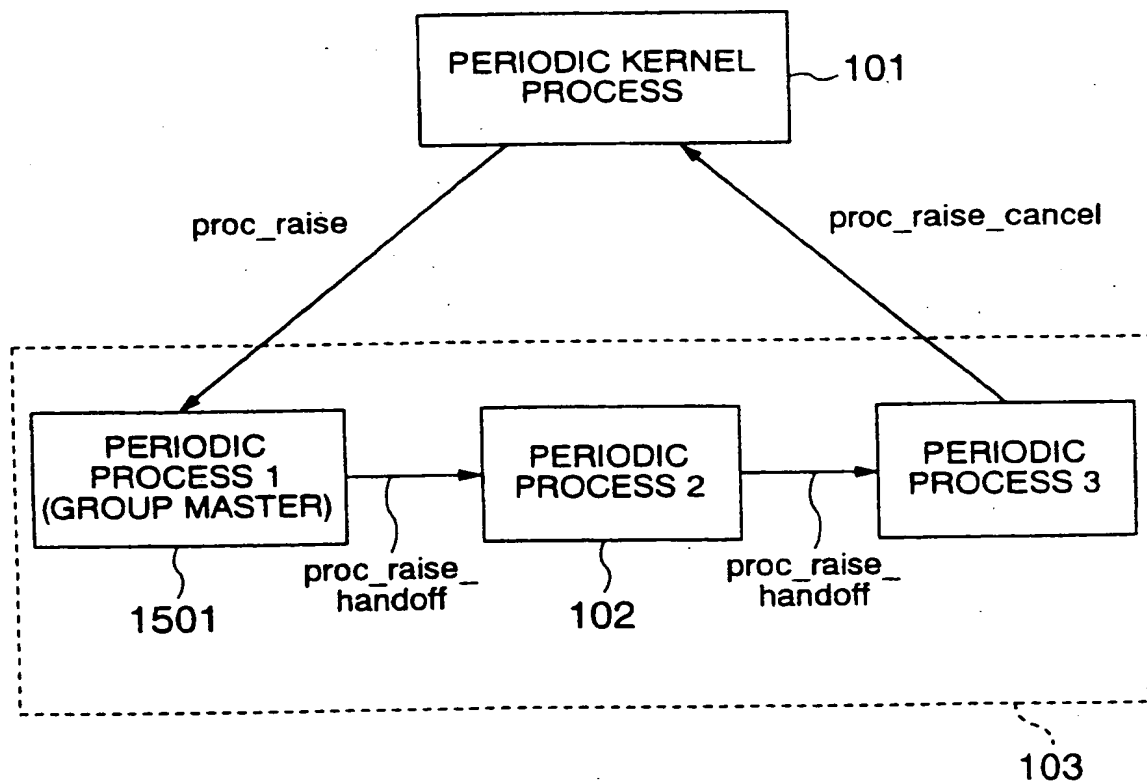 PERIODIC KERNEL
PROCESS
101
proc_raise
proc_raise_cancel
PERIODIC
PROCESS 1
(GROUP MASTER)
PERIODIC
PROCESS 2
PERIODIC
PROCESS 3
proc_raise_
handoff
proc_raise_
handoff
1501
102
103